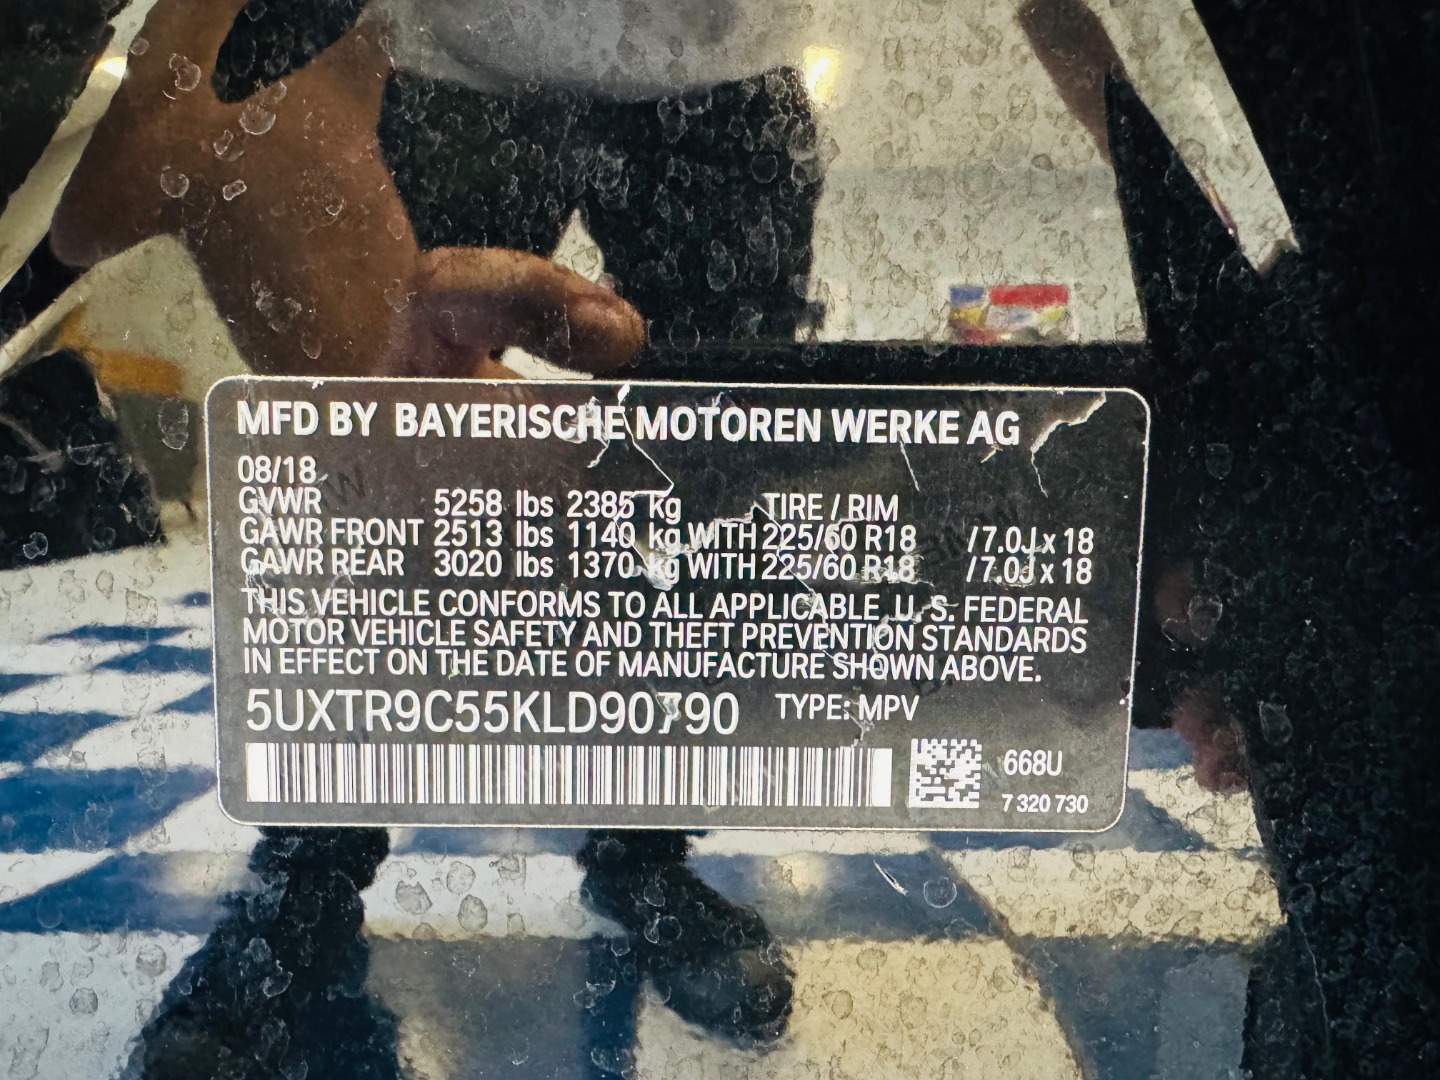 MFD BY BAYERISCHE MOTOREN WERKE AG
08/18
GVWR 5258 lbs 2385 kg TIRE / RIM
GAWR FRONT 2513 lbs 1140 kg WITH 225/60 R18 / 7.0J x 18
GAWR REAR 3020 lbs 1370 kg WITH 225/60 R18 / 7.0J x 18
THIS VEHICLE CONFORMS TO ALL APPLICABLE U. S. FEDERAL
MOTOR VEHICLE SAFETY AND THEFT PREVENTION STANDARDS
IN EFFECT ON THE DATE OF MANUFACTURE SHOWN ABOVE.
5UXTR9C55KLD90790 TYPE: MPV
668U
7 320 730